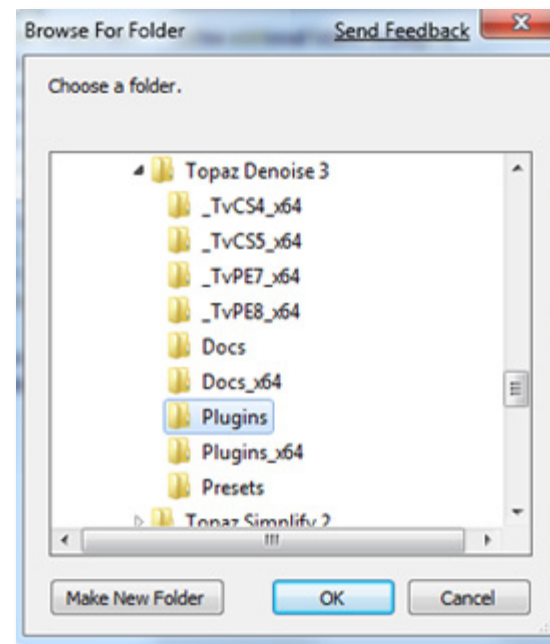 Browse For Folder Send Feedback
Choose a folder.
Topaz Denoise 3
_TvCS4_x64
_TvCS5_x64
_TvPE7_x64
_TvPE8_x64
Docs
Docs_x64
Plugins
Plugins_x64
Presets
Topaz Simplify 2
Make New Folder OK Cancel